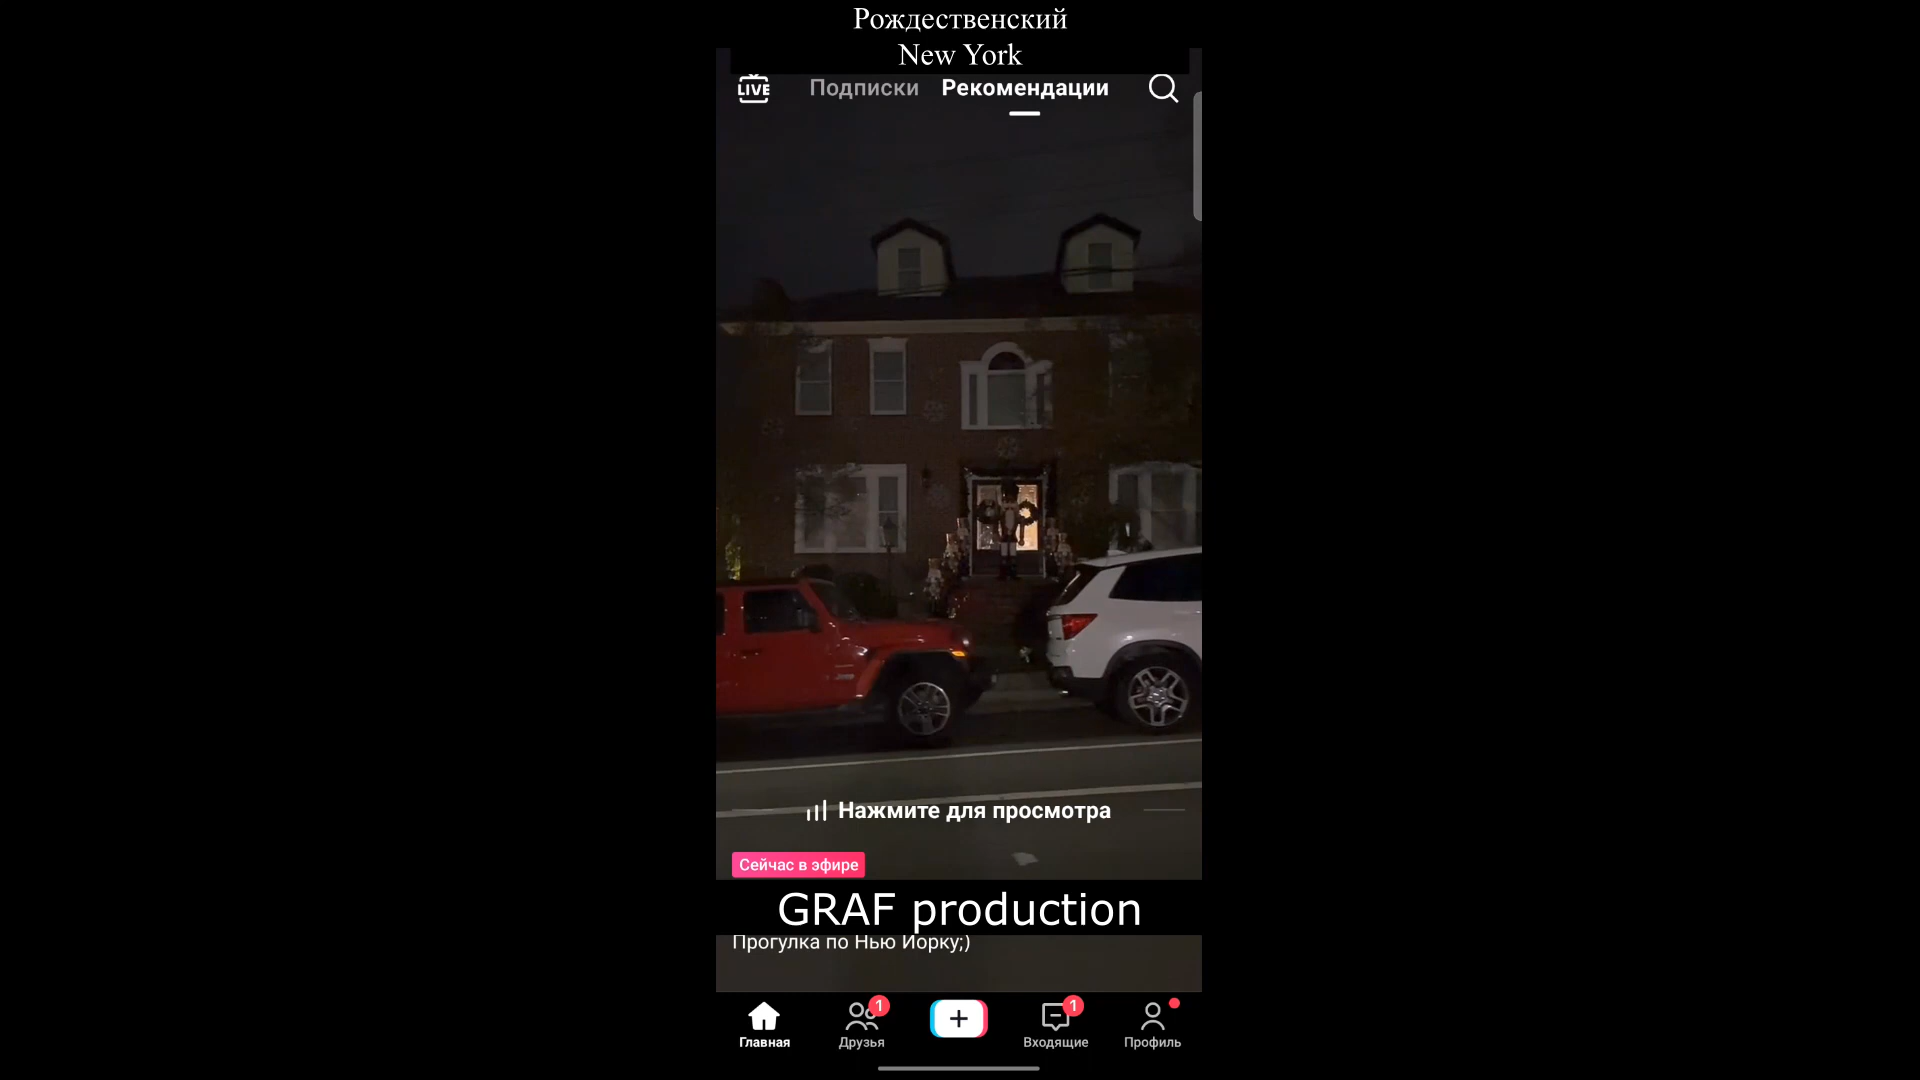 Рождественский
New York
LIVE
Подписки Рекомендации
Нажмите для просмотра
Сейчас в эфире
GRAF production
Прогулка по Нью Йорку;)
1
1
Главная Друзья Входящие Профиль